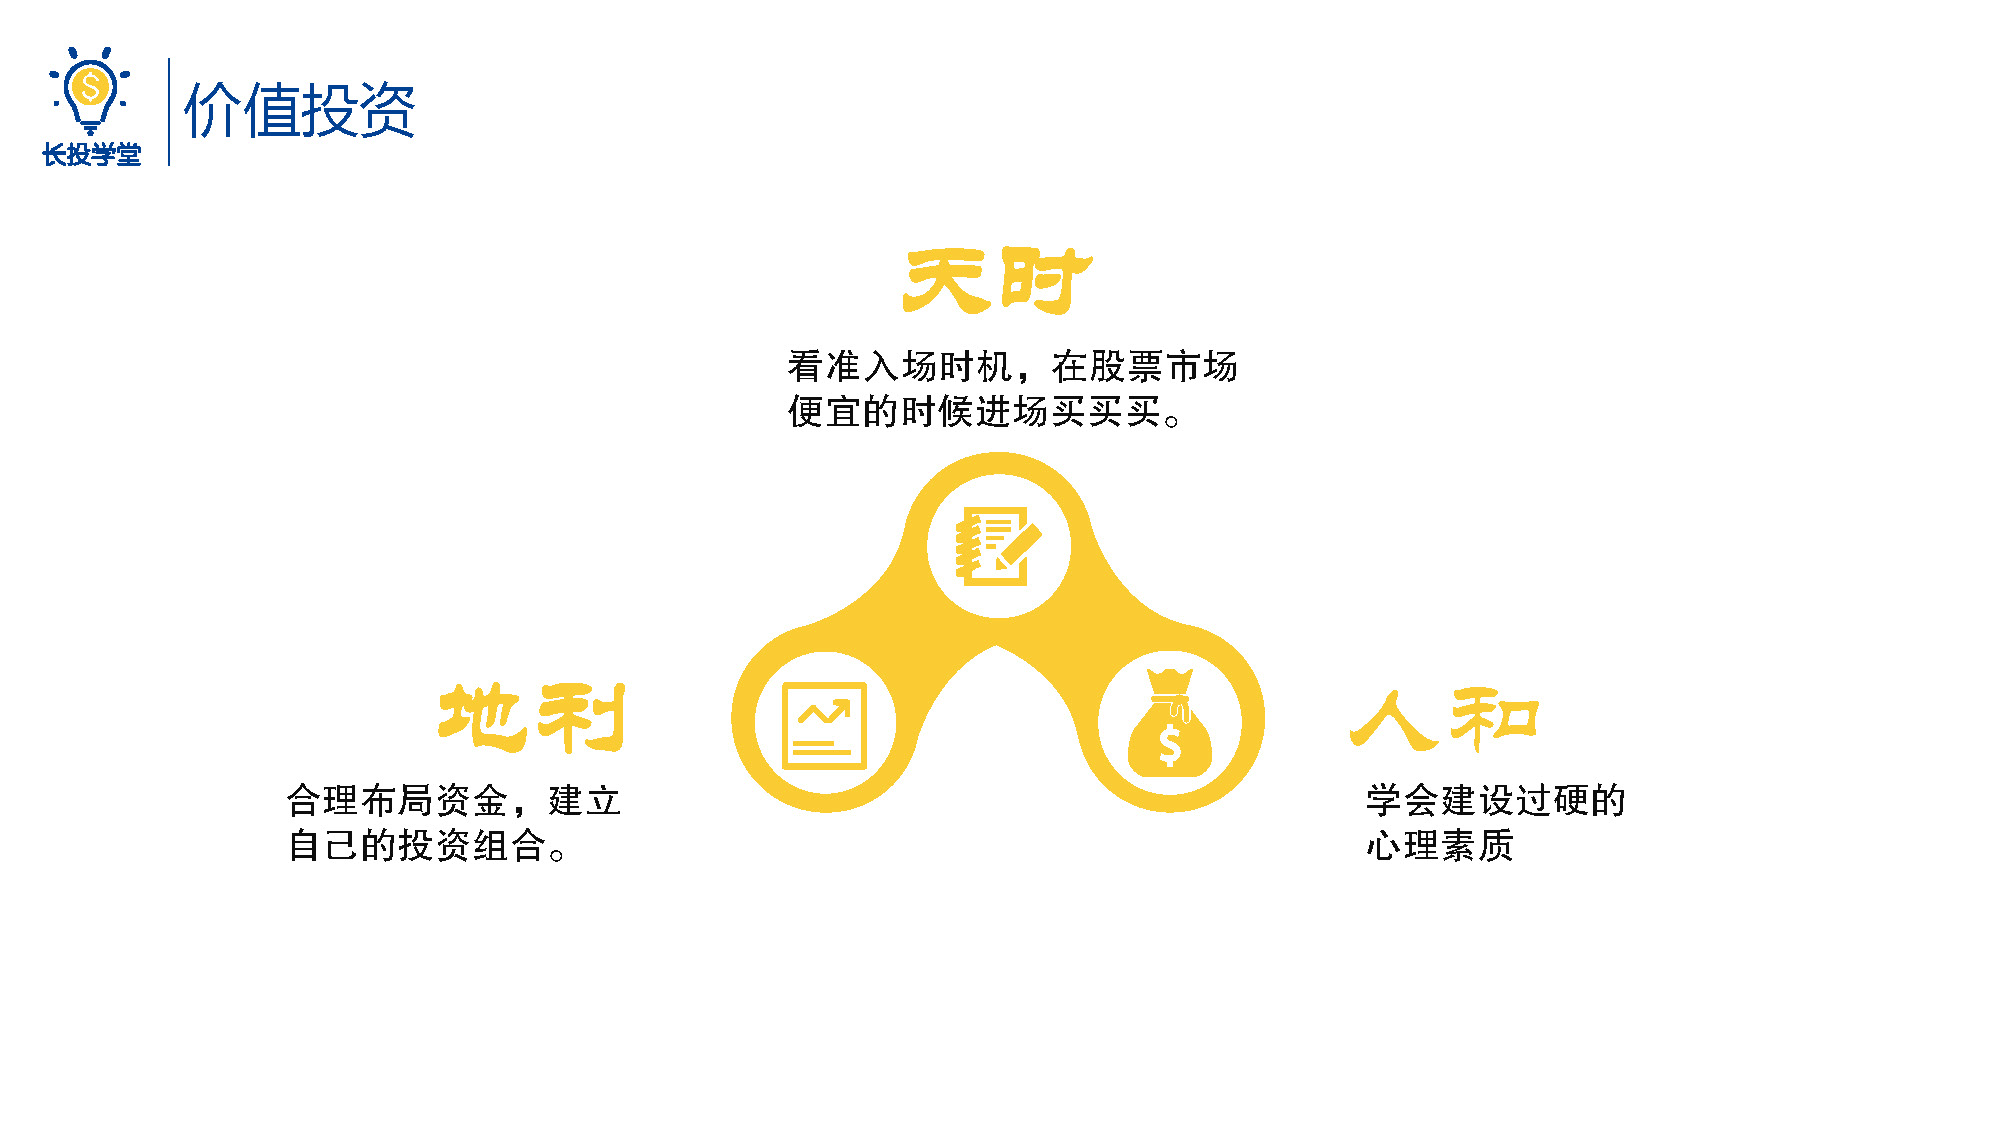 长投学堂
价值投资
天时
看准入场时机，在股票市场
便宜的时候进场买买买。
地利
合理布局资金，建立
自己的投资组合。
人和
学会建设过硬的
心理素质